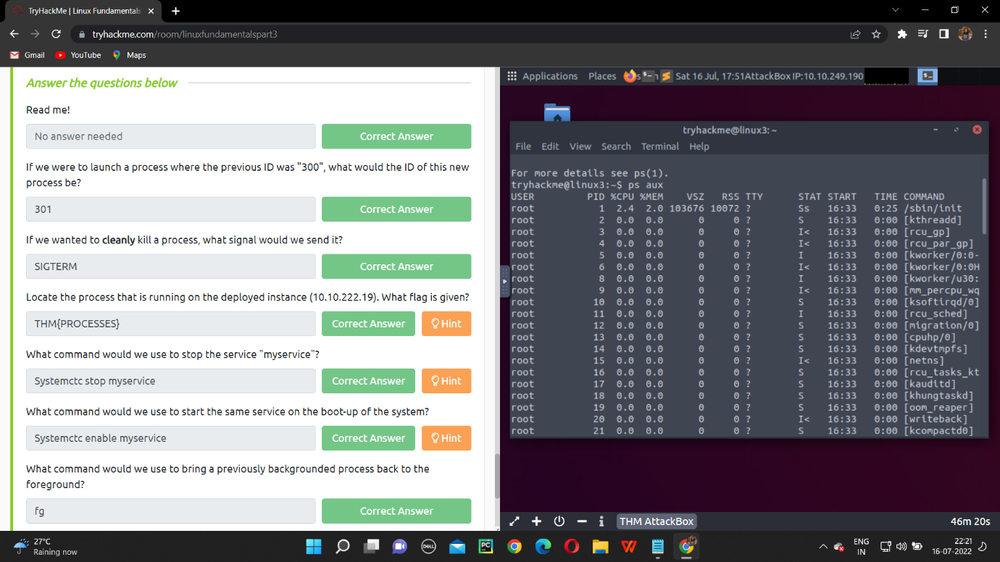 TryHackMe | Linux Fundamentals
tryhackme.com/room/linuxfundamentalspart3
Gmail YouTube Maps
Answer the questions below
Read me!
No answer needed
Correct Answer
If we were to launch a process where the previous ID was "300", what would the ID of this new
process be?
301
Correct Answer
If we wanted to cleanly kill a process, what signal would we send it?
SIGTERM
Correct Answer
Locate the process that is running on the deployed instance (10.10.222.19). What flag is given?
THM{PROCESSES}
Correct Answer
Hint
What command would we use to stop the service "myservice"?
Systemctc stop myservice
Correct Answer
Hint
What command would we use to start the same service on the boot-up of the system?
Systemctc enable myservice
Correct Answer
Hint
What command would we use to bring a previously backgrounded process back to the
foreground?
fg
Correct Answer
Applications Places Sat 16 Jul, 17:51 AttackBox IP:10.10.249.190
tryhackme@linux3: ~
File Edit View Search Terminal Help
For more details see ps(1).
tryhackme@linux3:~$ ps aux
USER PID %CPU %MEM VSZ RSS TTY STAT START TIME COMMAND
root 1 2.4 2.0 103676 10072 ? Ss 16:33 0:25 /sbin/init
root 2 0.0 0.0 0 0 ? S 16:33 0:00 [kthreadd]
root 3 0.0 0.0 0 0 ? I< 16:33 0:00 [rcu_gp]
root 4 0.0 0.0 0 0 ? I< 16:33 0:00 [rcu_par_gp]
root 5 0.0 0.0 0 0 ? I 16:33 0:00 [kworker/0:0-
root 6 0.0 0.0 0 0 ? I< 16:33 0:00 [kworker/0:0H
root 8 0.0 0.0 0 0 ? I 16:33 0:00 [kworker/u30:
root 9 0.0 0.0 0 0 ? I< 16:33 0:00 [mm_percpu_wq
root 10 0.0 0.0 0 0 ? S 16:33 0:00 [ksoftirqd/0]
root 11 0.0 0.0 0 0 ? I 16:33 0:00 [rcu_sched]
root 12 0.0 0.0 0 0 ? S 16:33 0:00 [migration/0]
root 13 0.0 0.0 0 0 ? S 16:33 0:00 [cpuhp/0]
root 14 0.0 0.0 0 0 ? S 16:33 0:00 [kdevtmpfs]
root 15 0.0 0.0 0 0 ? I< 16:33 0:00 [netns]
root 16 0.0 0.0 0 0 ? S 16:33 0:00 [rcu_tasks_kt
root 17 0.0 0.0 0 0 ? S 16:33 0:00 [kauditd]
root 18 0.0 0.0 0 0 ? S 16:33 0:00 [khungtaskd]
root 19 0.0 0.0 0 0 ? S 16:33 0:00 [oom_reaper]
root 20 0.0 0.0 0 0 ? I< 16:33 0:00 [writeback]
root 21 0.0 0.0 0 0 ? S 16:33 0:00 [kcompactd0]
THM AttackBox
46m 20s
27°C
Raining now
DELL
PC
ENG
IN
22:21
16-07-2022